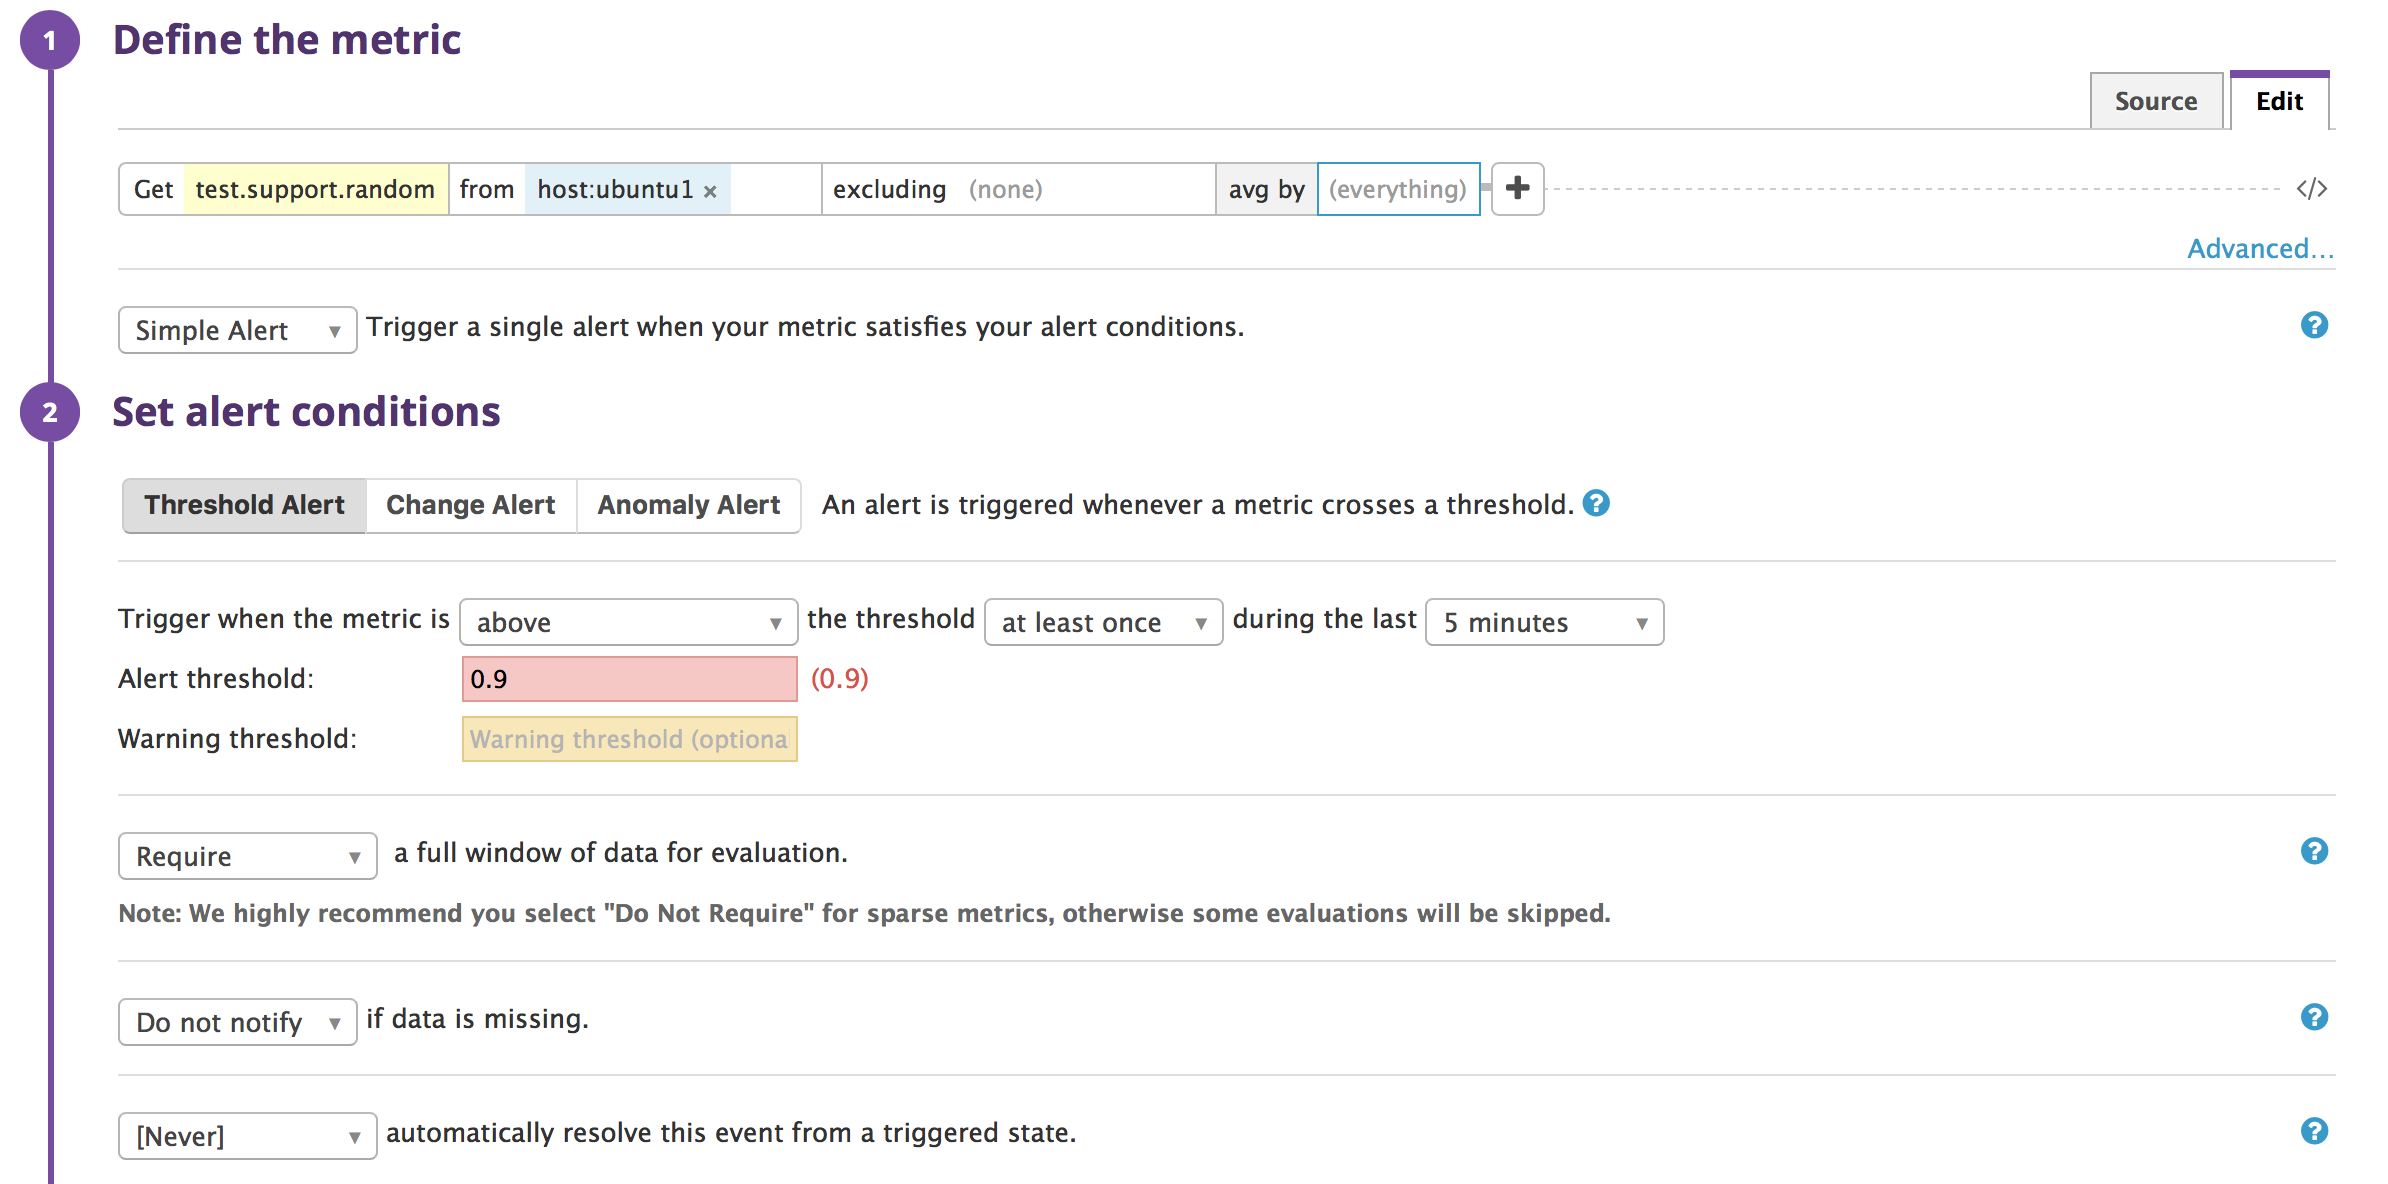 1 Define the metric
Source Edit
Get test.support.random from host:ubuntu1 × excluding (none) avg by (everything) + </>
Advanced...
Simple Alert ▼ Trigger a single alert when your metric satisfies your alert conditions. ?
2 Set alert conditions
Threshold Alert Change Alert Anomaly Alert An alert is triggered whenever a metric crosses a threshold. ?
Trigger when the metric is above ▼ the threshold at least once ▼ during the last 5 minutes ▼
Alert threshold: 0.9 (0.9)
Warning threshold: Warning threshold (optiona
Require ▼ a full window of data for evaluation. ?
Note: We highly recommend you select "Do Not Require" for sparse metrics, otherwise some evaluations will be skipped.
Do not notify ▼ if data is missing. ?
[Never] ▼ automatically resolve this event from a triggered state. ?